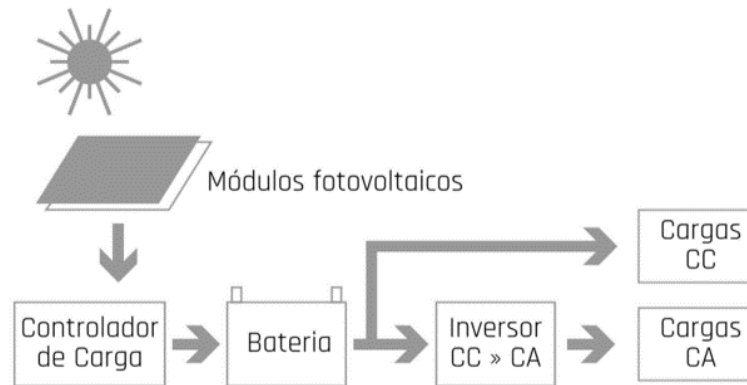 Módulos fotovoltaicos
Cargas
CC
Controlador
de Carga
Bateria
Inversor
CC » CA
Cargas
CA